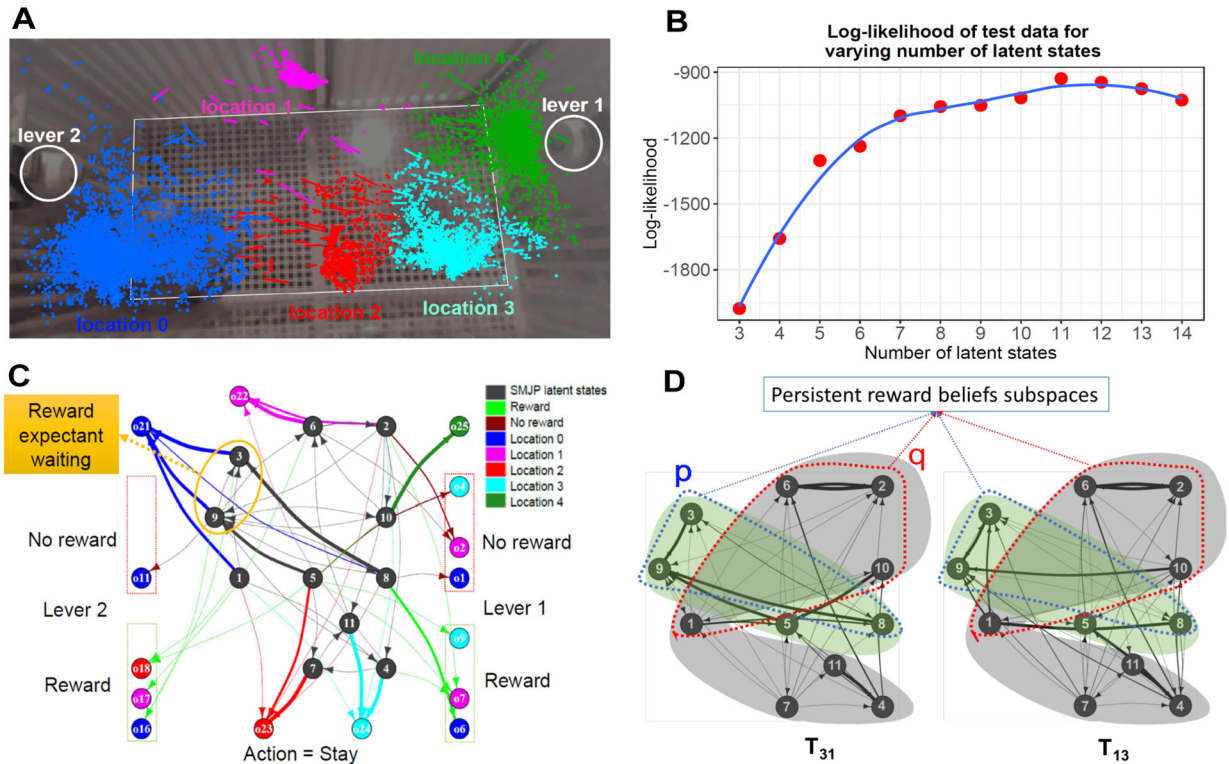 A
location 4
location 1
lever 1
lever 2
location 0
location 2
location 3
B
Log-likelihood of test data for
varying number of latent states
-900
-1200
-1500
-1800
Log-likelihood
3 4 5 6 7 8 9 10 11 12 13 14
Number of latent states
C
Reward
expectant
waiting
o22
o21
6
2
o25
3
o4
9
10
No reward
o2
No reward
o11
1
5
8
o1
Lever 2
Lever 1
11
o9
o18
7
4
Reward
o17
o7
Reward
o16
o23
o24
o6
Action = Stay
SMJP latent states
Reward
No reward
Location 0
Location 1
Location 2
Location 3
Location 4
D
Persistent reward beliefs subspaces
p
q
6
2
3
9
10
1
5
8
11
7
4
T31
6
2
3
9
10
1
5
8
11
7
4
T13